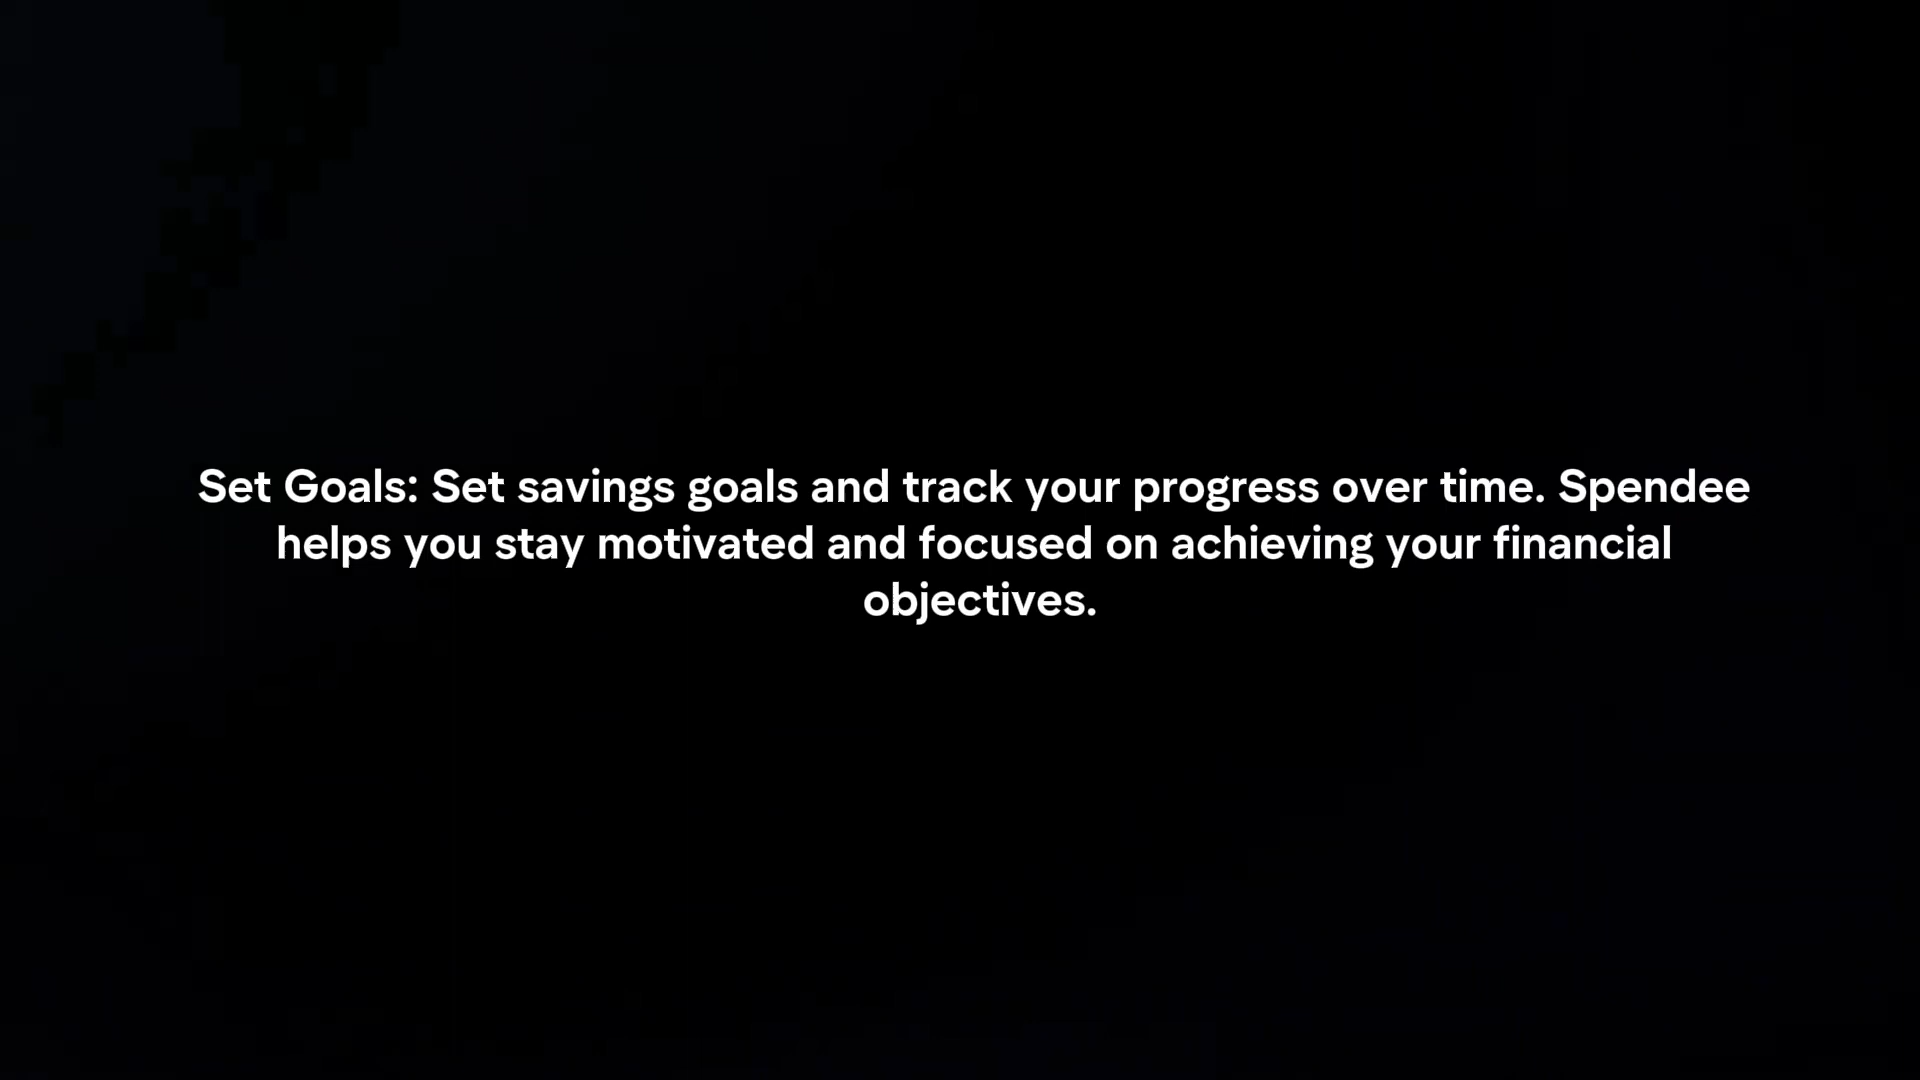 Set Goals: Set savings goals and track your progress over time. Spendee
helps you stay motivated and focused on achieving your financial
objectives.